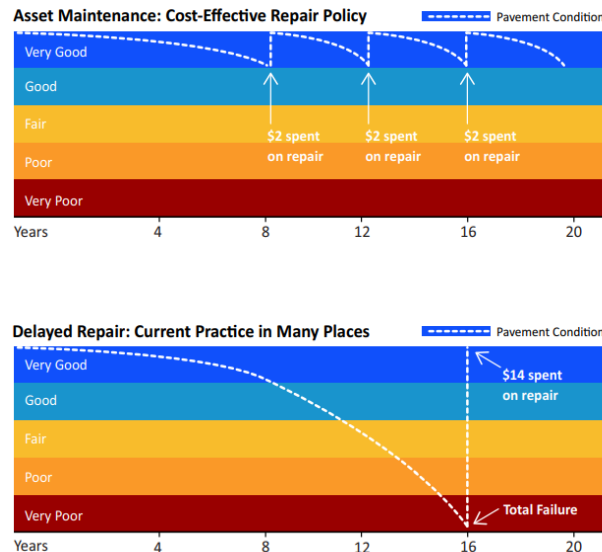 Asset Maintenance: Cost-Effective Repair Policy
Pavement Condition
Very Good
Good
Fair
$2 spent
on repair
$2 spent
on repair
$2 spent
on repair
Poor
Very Poor
Years 4 8 12 16 20
Delayed Repair: Current Practice in Many Places
Pavement Condition
Very Good
$14 spent
on repair
Good
Fair
Poor
Very Poor
Total Failure
Years 4 8 12 16 20